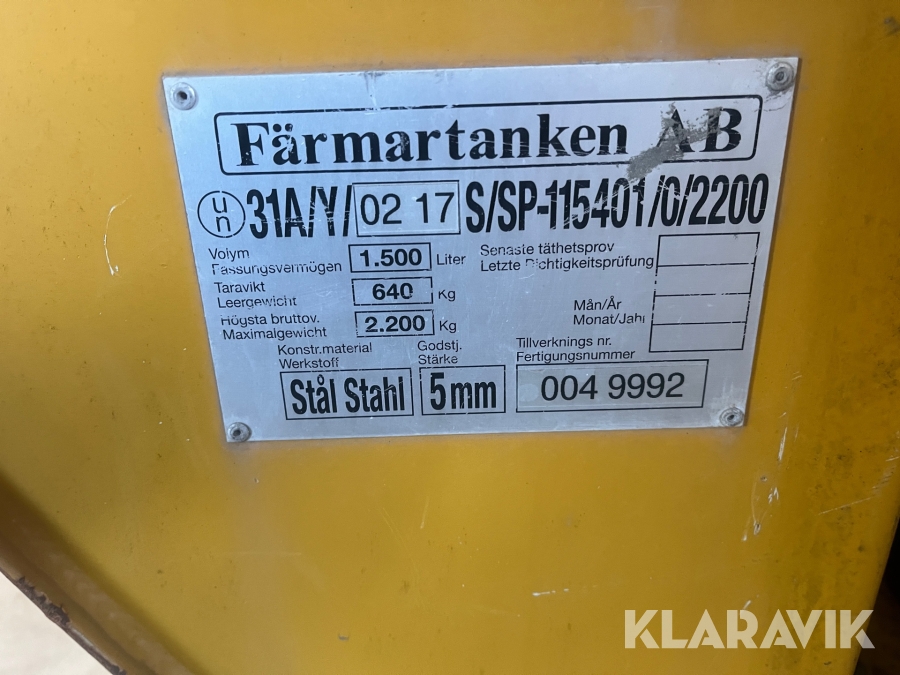 Färmartanken AB
un 31A/Y/ 02 17 S/SP-115401/0/2200
Volym
Fassungsvermögen 1.500 Liter
Senaste täthetsprov
Letzte Dichtigkeitsprüfung
Taravikt
Leergewicht 640 Kg
Mån/År
Monat/Jahr
Högsta bruttov.
Maximalgewicht 2.200 Kg
Konstr.material
Werkstoff
Stål Stahl
Godstj.
Stärke
5 mm
Tillverknings nr.
Fertigungsnummer
004 9992
KLARAVIK